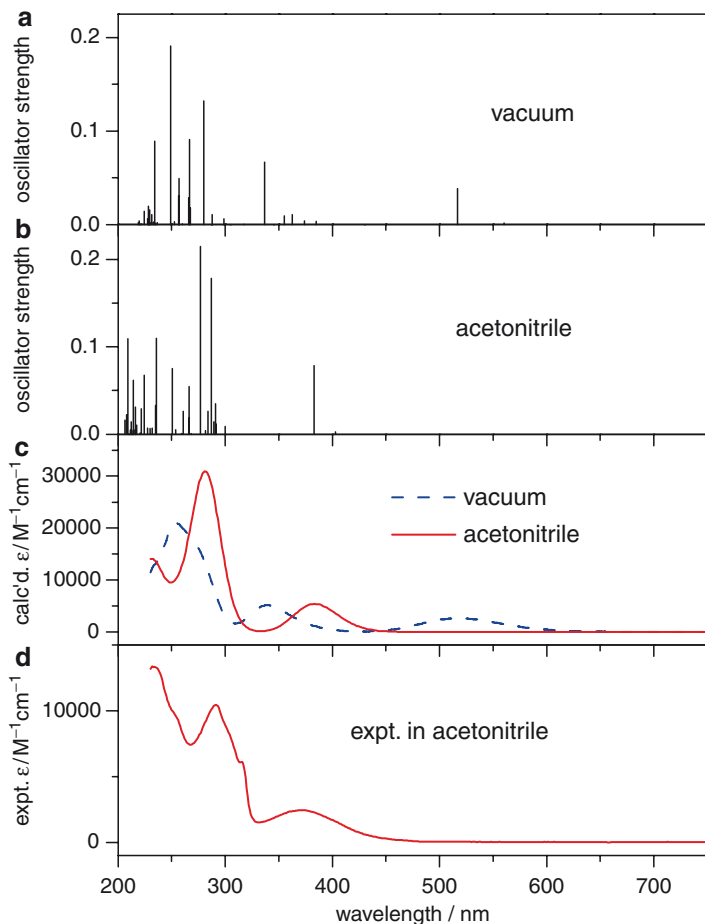 a
oscillator strength
0.2
0.1
0.0
vacuum
b
oscillator strength
0.2
0.1
0.0
acetonitrile
c
calc'd. ε/M⁻¹cm⁻¹
30000
20000
10000
0
vacuum
acetonitrile
d
expt. ε/M⁻¹cm⁻¹
10000
0
expt. in acetonitrile
200 300 400 500 600 700
wavelength / nm